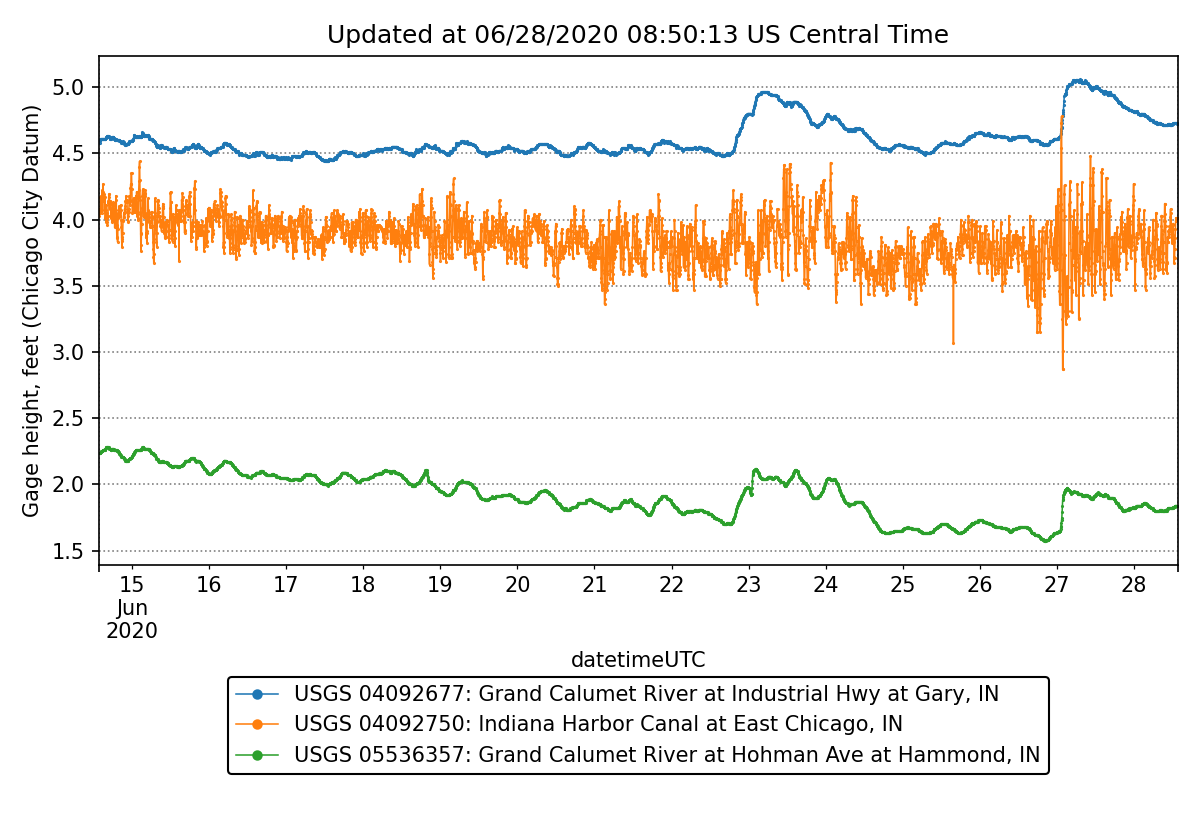 Updated at 06/28/2020 08:50:13 US Central Time
Gage height, feet (Chicago City Datum)
5.0
4.5
4.0
3.5
3.0
2.5
2.0
1.5
15 16 17 18 19 20 21 22 23 24 25 26 27 28
Jun
2020
datetimeUTC
USGS 04092677: Grand Calumet River at Industrial Hwy at Gary, IN
USGS 04092750: Indiana Harbor Canal at East Chicago, IN
USGS 05536357: Grand Calumet River at Hohman Ave at Hammond, IN